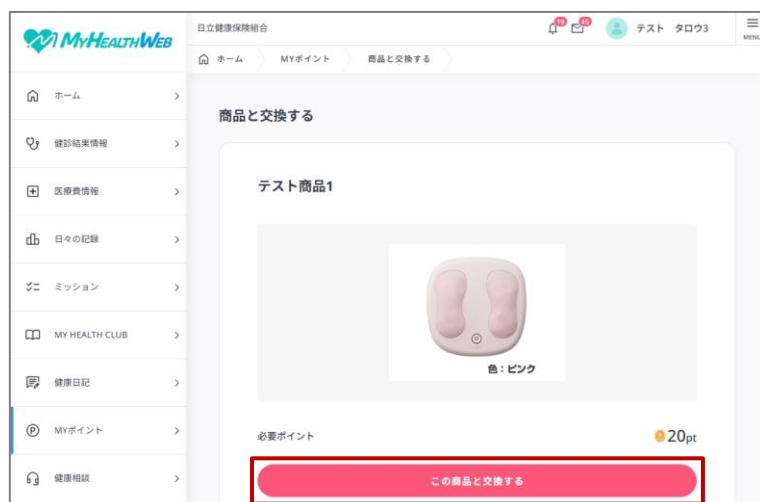 MYHEALTHWEB
日立健康保険組合
19
45
テスト タロウ3
MENU
ホーム
MYポイント
商品と交換する
ホーム
健診結果情報
医療費情報
日々の記録
ミッション
MY HEALTH CLUB
健康日記
MYポイント
健康相談
商品と交換する
テスト商品1
色：ピンク
必要ポイント
20pt
この商品と交換する